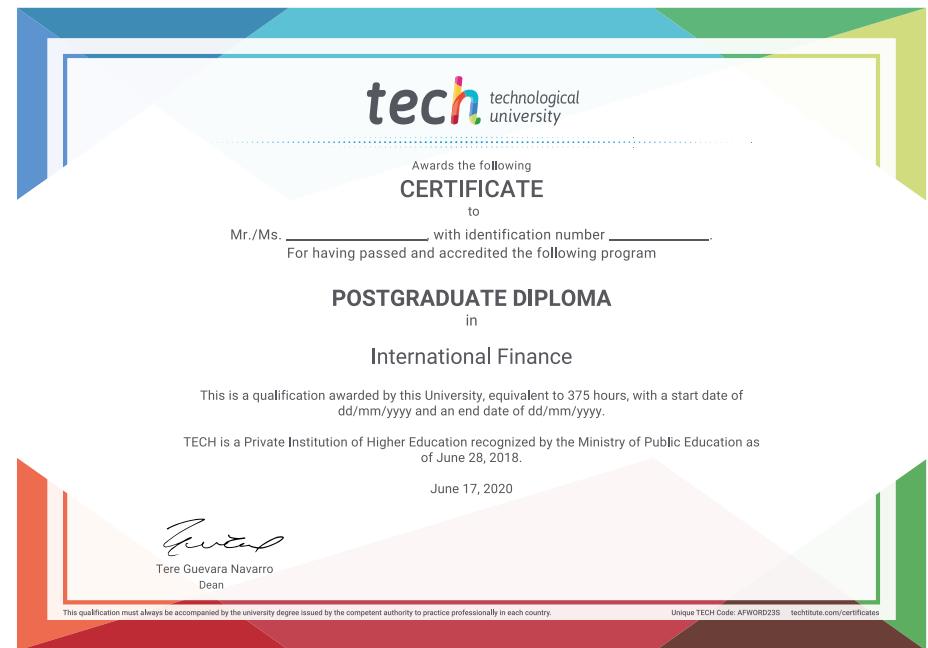 tech technological
university
Awards the following
CERTIFICATE
to
Mr./Ms. ____________________, with identification number ______________.
For having passed and accredited the following program
POSTGRADUATE DIPLOMA
in
International Finance
This is a qualification awarded by this University, equivalent to 375 hours, with a start date of
dd/mm/yyyy and an end date of dd/mm/yyyy.
TECH is a Private Institution of Higher Education recognized by the Ministry of Public Education as
of June 28, 2018.
June 17, 2020
Tere Guevara Navarro
Dean
This qualification must always be accompanied by the university degree issued by the competent authority to practice professionally in each country.
Unique TECH Code: AFWORD23S techtitute.com/certificates